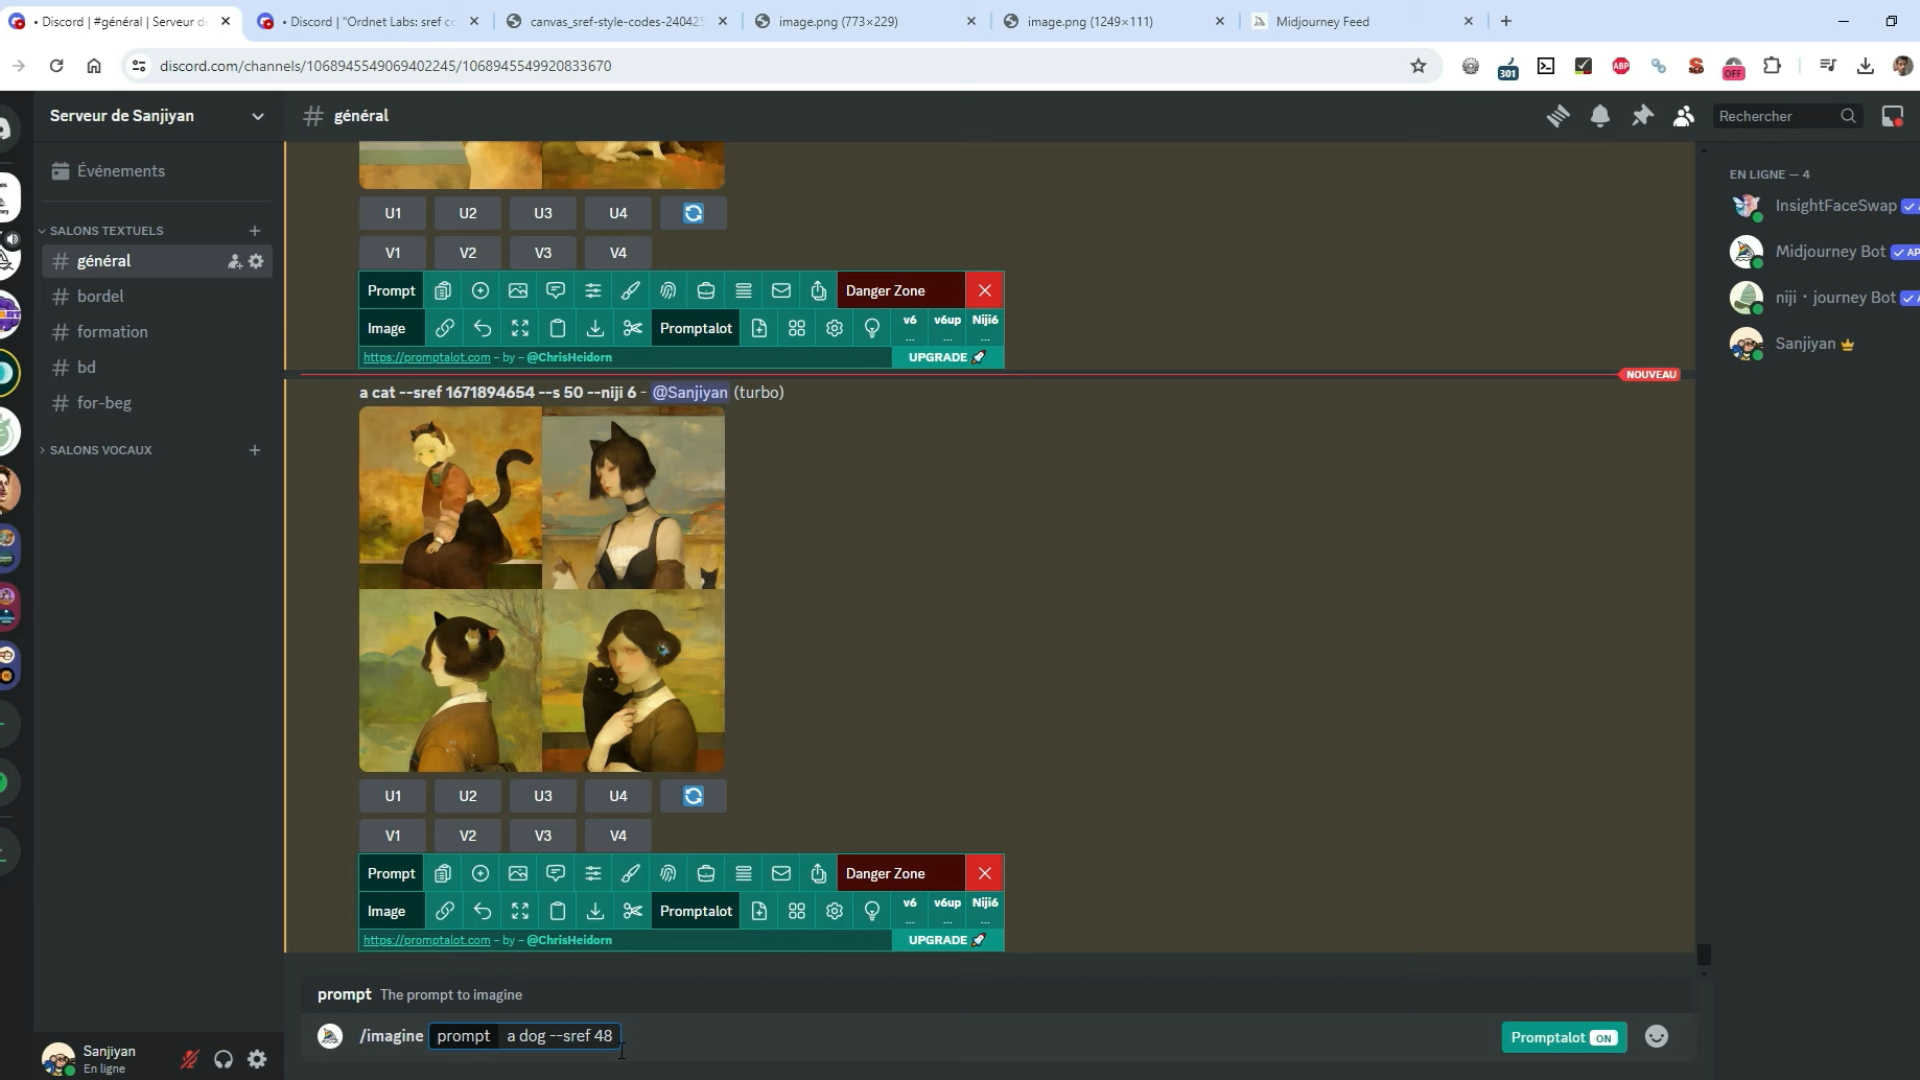 • Discord | #général | Serveur d
• Discord | "Ordnet Labs: sref co
canvas_sref-style-codes-240425
image.png (773×229)
image.png (1249×111)
Midjourney Feed
discord.com/channels/1068945549069402245/1068945549920833670
301
ABP
OFF
Serveur de Sanjiyan
général
Rechercher
Événements
SALONS TEXTUELS
général
bordel
formation
bd
for-beg
SALONS VOCAUX
U1 U2 U3 U4
V1 V2 V3 V4
Prompt Danger Zone
Image Promptalot v6 ... v6up ... Niji6 ...
https://promptalot.com - by - @ChrisHeidorn UPGRADE 🚀
NOUVEAU
a cat --sref 1671894654 --s 50 --niji 6 - @Sanjiyan (turbo)
U1 U2 U3 U4
V1 V2 V3 V4
Prompt Danger Zone
Image Promptalot v6 ... v6up ... Niji6 ...
https://promptalot.com - by - @ChrisHeidorn UPGRADE 🚀
prompt The prompt to imagine
/imagine prompt a dog --sref 48
Promptalot ON
EN LIGNE — 4
InsightFaceSwap
Midjourney Bot ✓ AP
niji・journey Bot
Sanjiyan
Sanjiyan
En ligne